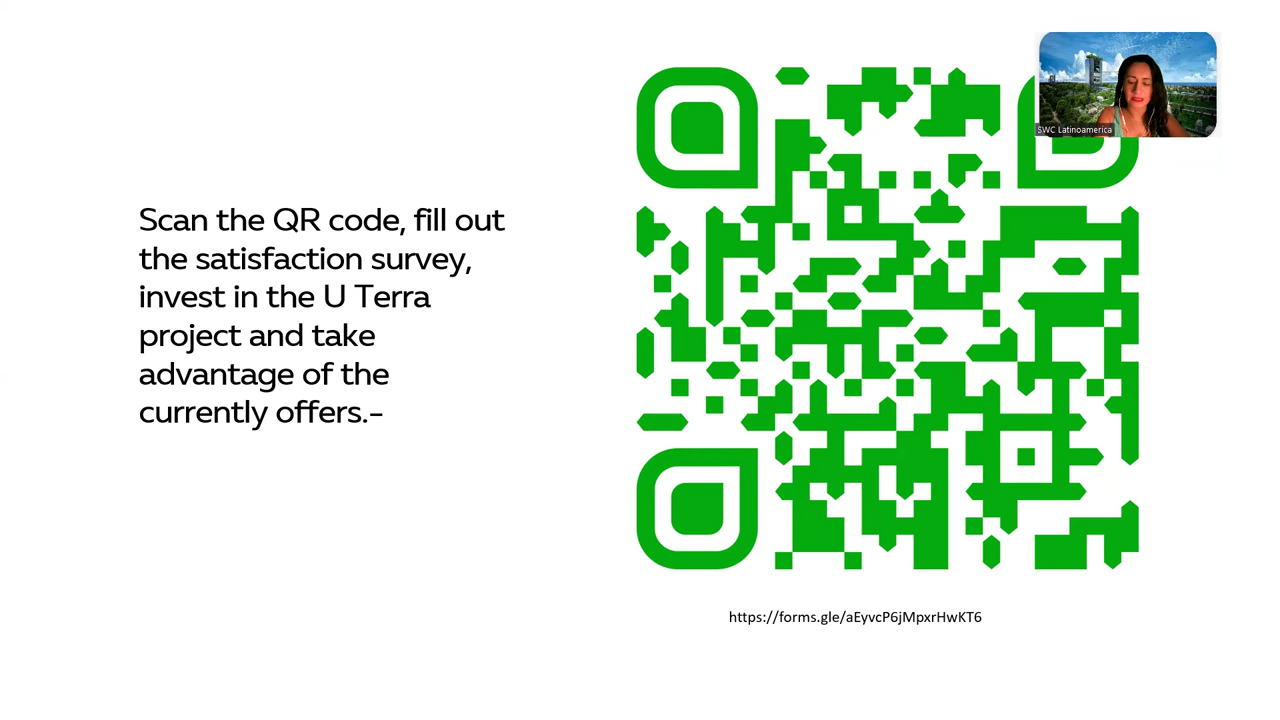 SWC Latinoamerica
Scan the QR code, fill out
the satisfaction survey,
invest in the U Terra
project and take
advantage of the
currently offers.-
https://forms.gle/aEyvcP6jMpxrHwKT6